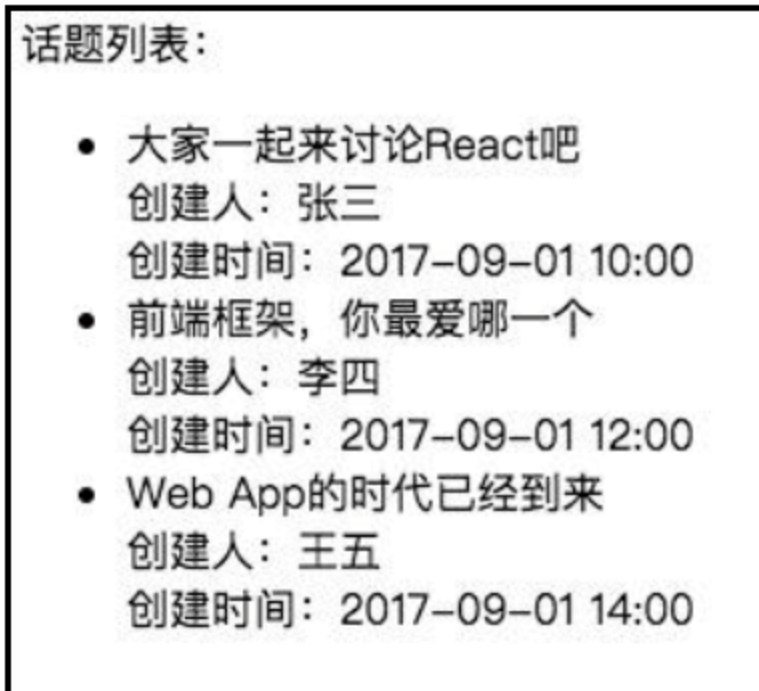 话题列表：
大家一起来讨论React吧
创建人：张三
创建时间：2017-09-01 10:00
前端框架，你最爱哪一个
创建人：李四
创建时间：2017-09-01 12:00
Web App的时代已经到来
创建人：王五
创建时间：2017-09-01 14:00